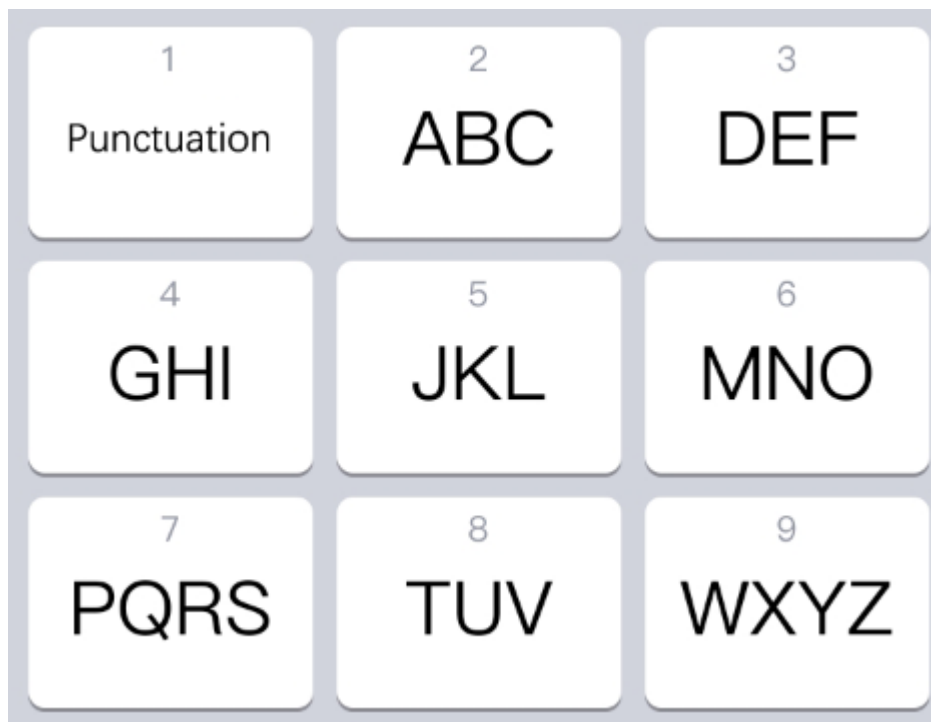 1 2 3
Punctuation ABC DEF
4 5 6
GHI JKL MNO
7 8 9
PQRS TUV WXYZ